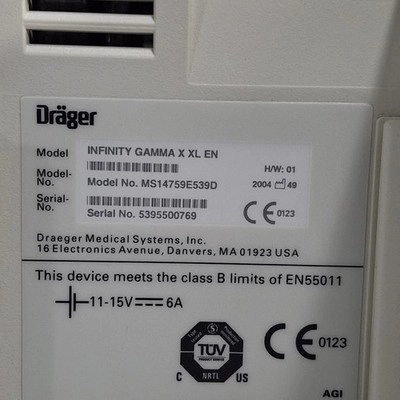 Dräger
Model INFINITY GAMMA X XL EN
H/W: 01
Model-No. Model No. MS14759E539D
2004 49
Serial-No. Serial No. 5395500769
CE 0123
Draeger Medical Systems, Inc.
16 Electronics Avenue, Danvers, MA 01923 USA
This device meets the class B limits of EN55011
11-15V 6A
TÜV
C NRTL US
CE 0123
AGI